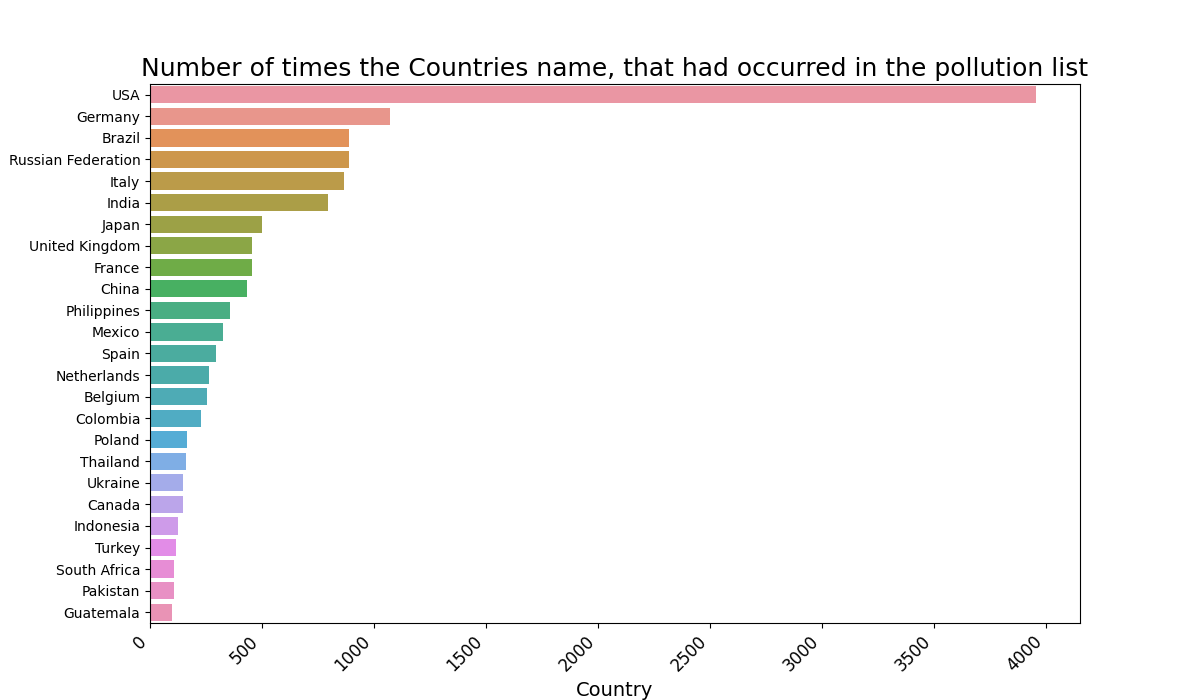 Number of times the Countries name, that had occurred in the pollution list
USA
Germany
Brazil
Russian Federation
Italy
India
Japan
United Kingdom
France
China
Philippines
Mexico
Spain
Netherlands
Belgium
Colombia
Poland
Thailand
Ukraine
Canada
Indonesia
Turkey
South Africa
Pakistan
Guatemala
0 500 1000 1500 2000 2500 3000 3500 4000
Country